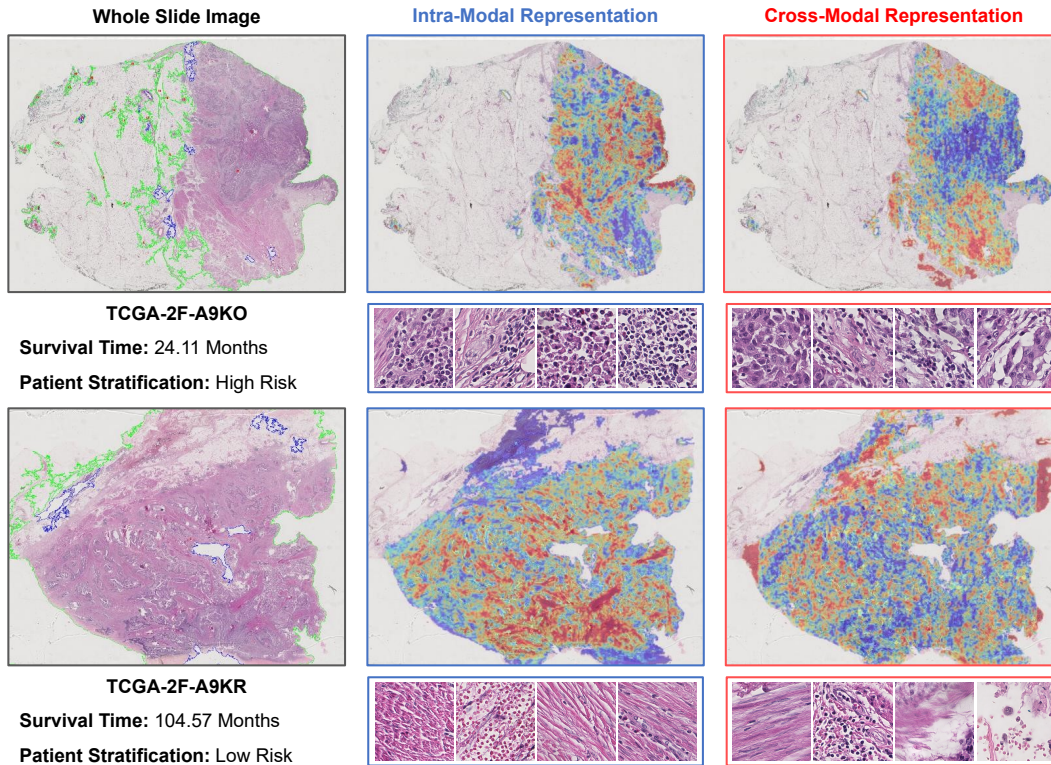 Whole Slide Image
Intra-Modal Representation
Cross-Modal Representation
TCGA-2F-A9KO
Survival Time: 24.11 Months
Patient Stratification: High Risk
TCGA-2F-A9KR
Survival Time: 104.57 Months
Patient Stratification: Low Risk